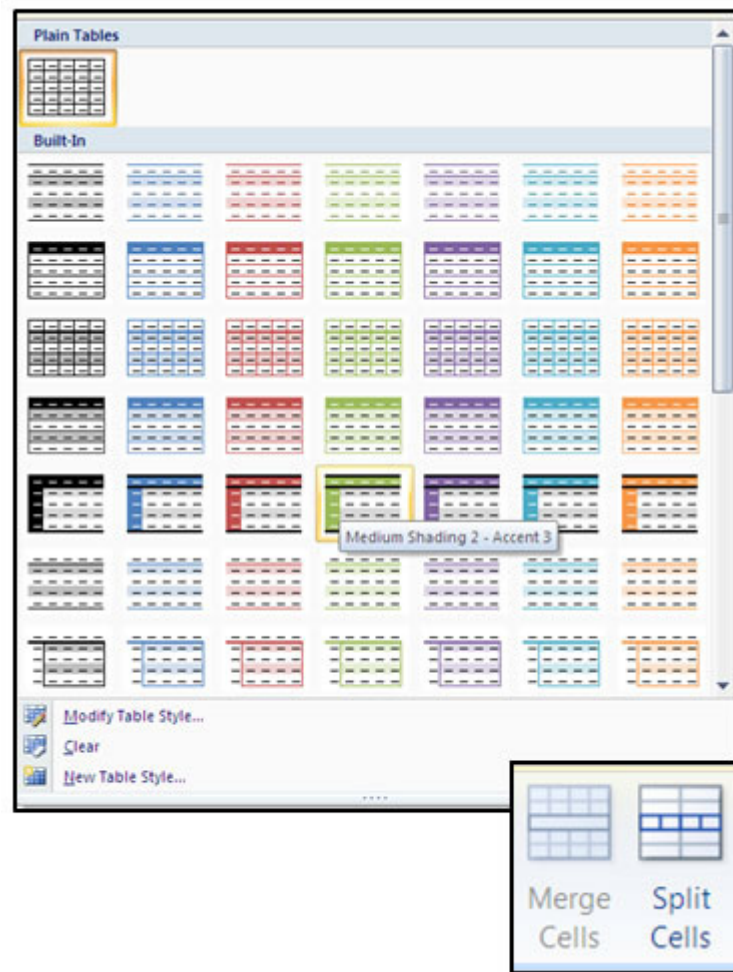 Plain Tables
Built-In
Medium Shading 2 - Accent 3
Modify Table Style...
Clear
New Table Style...
Merge Split
Cells Cells